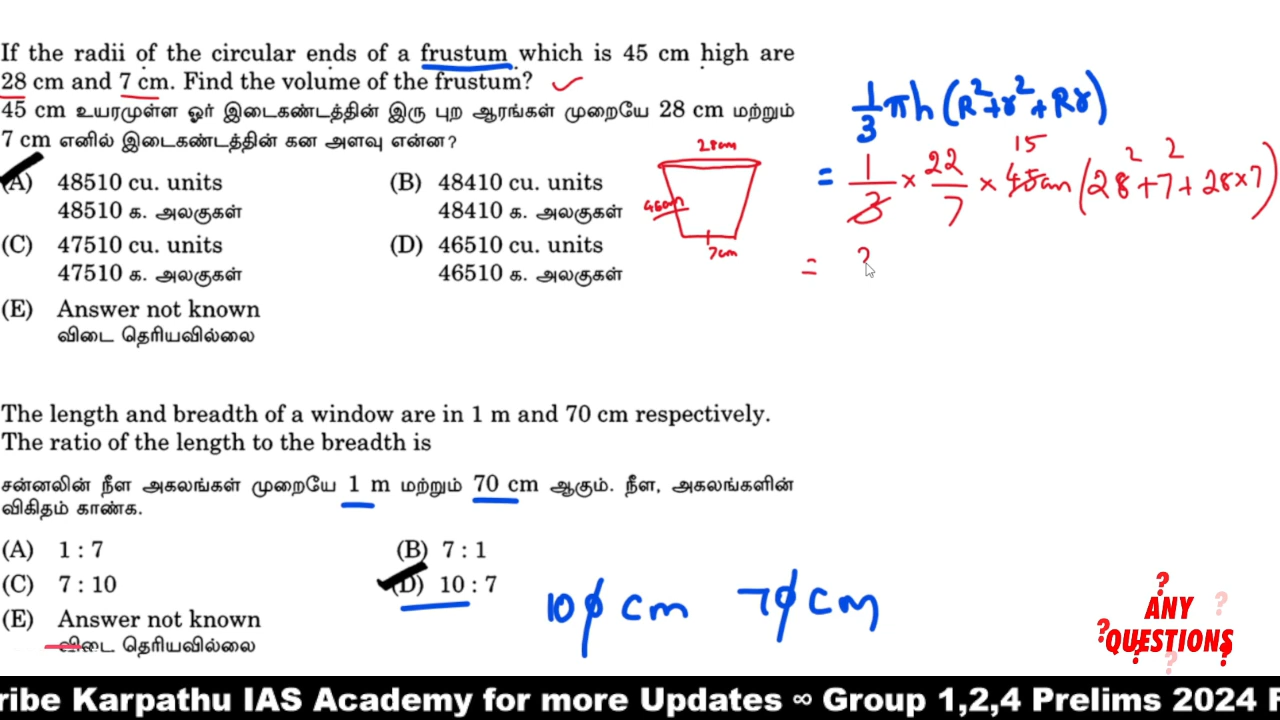 If the radii of the circular ends of a frustum which is 45 cm high are
28 cm and 7 cm. Find the volume of the frustum?
45 cm உயரமுள்ள ஓர் இடைகண்டத்தின் இரு புற ஆரங்கள் முறையே 28 cm மற்றும்
7 cm எனில் இடைகண்டத்தின் கன அளவு என்ன?
(A) 48510 cu. units (B) 48410 cu. units
48510 க. அலகுகள் 48410 க. அலகுகள்
(C) 47510 cu. units (D) 46510 cu. units
47510 க. அலகுகள் 46510 க. அலகுகள்
(E) Answer not known
விடை தெரியவில்லை
28cm
7cm
1/3 πh (R²+r²+Rr)
= 1/3 × 22/7 × 45cm (28²+7²+28×7)
15
=
The length and breadth of a window are in 1 m and 70 cm respectively.
The ratio of the length to the breadth is
சன்னலின் நீள அகலங்கள் முறையே 1 m மற்றும் 70 cm ஆகும். நீள, அகலங்களின்
விகிதம் காண்க.
(A) 1 : 7 (B) 7 : 1
(C) 7 : 10 (D) 10 : 7
(E) Answer not known
விடை தெரியவில்லை
100 cm 70 cm
ANY
QUESTIONS
ribe Karpathu IAS Academy for more Updates ∞ Group 1,2,4 Prelims 2024